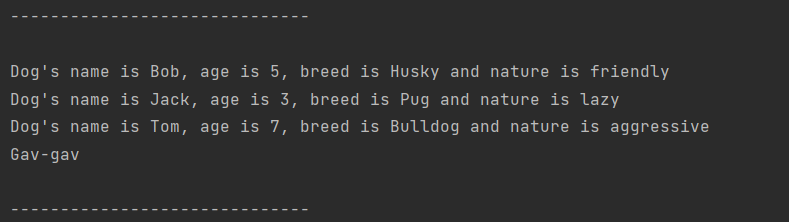 ------------------------------
Dog's name is Bob, age is 5, breed is Husky and nature is friendly
Dog's name is Jack, age is 3, breed is Pug and nature is lazy
Dog's name is Tom, age is 7, breed is Bulldog and nature is aggressive
Gav-gav
------------------------------